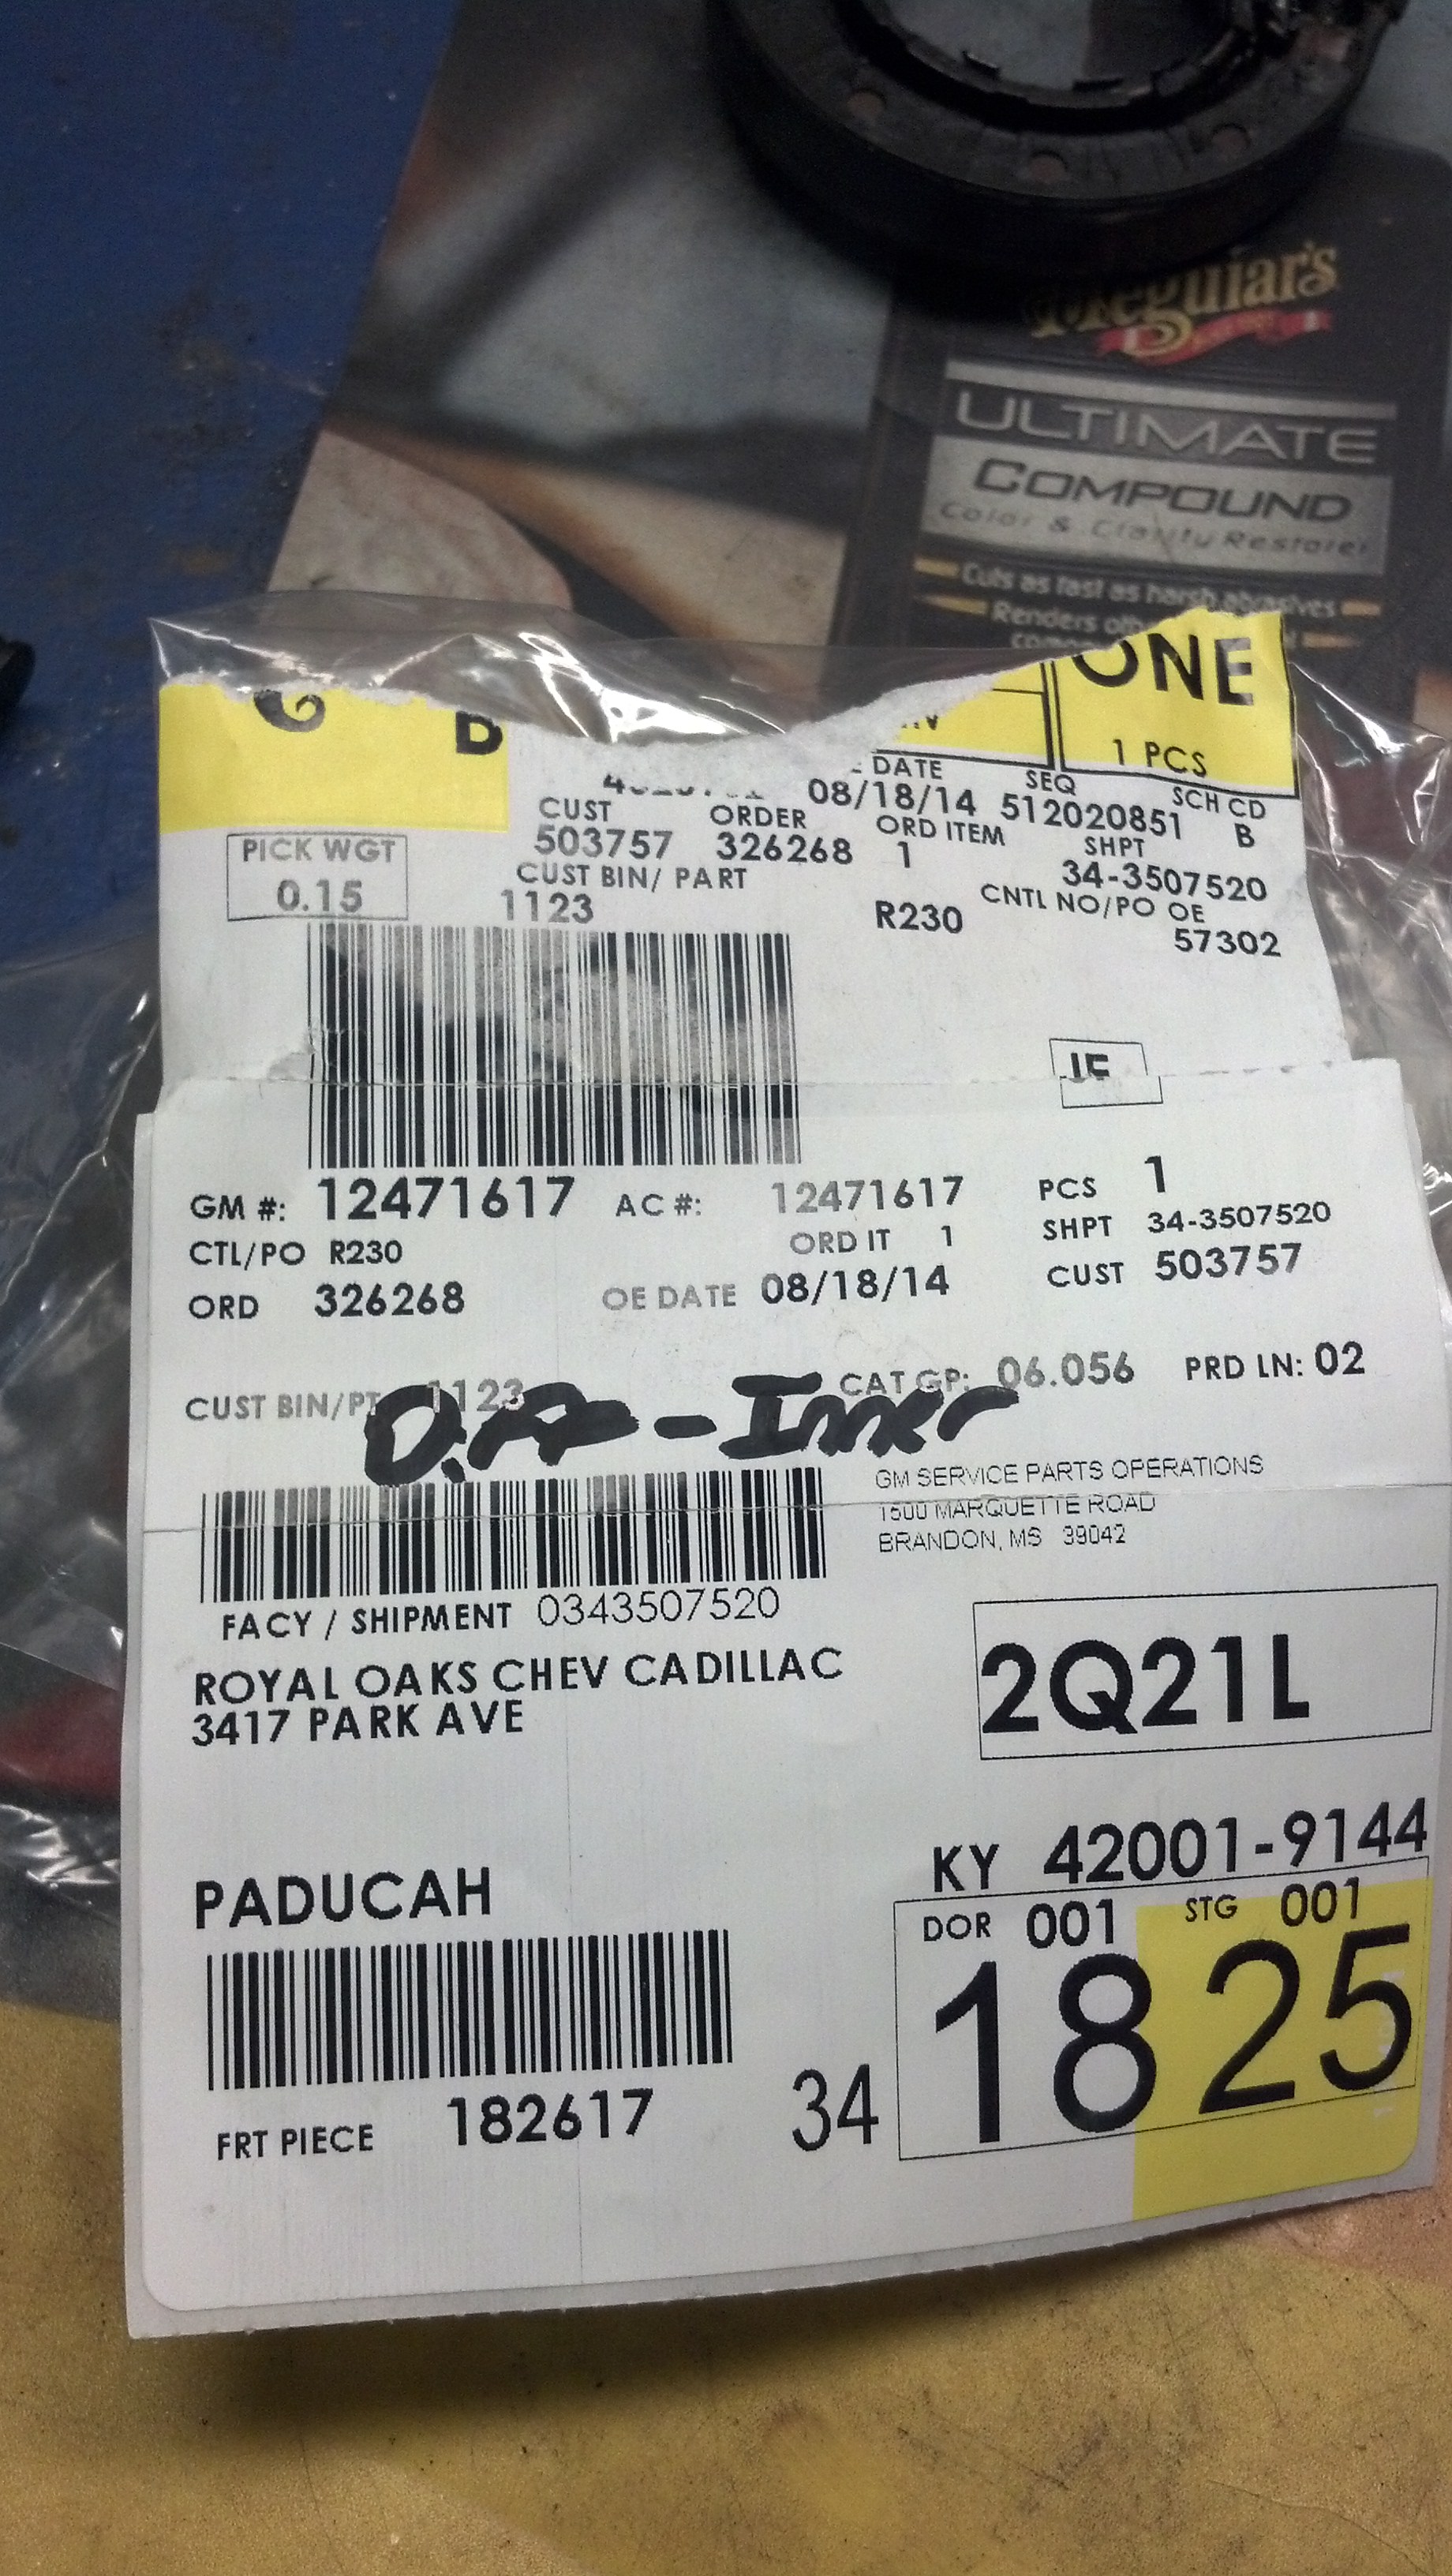 Meguiar's
ULTIMATE
COMPOUND
Color & Clarity Restorer
Cuts as fast as harsh abrasives
Renders
ONE
1 PCS
B
DATE SEQ SCH CD
08/18/14 512020851 B
CUST ORDER ORD ITEM SHPT
503757 326268 1 34-3507520
PICK WGT
0.15
CUST BIN/ PART CNTL NO/PO OE
1123 R230 57302
GM #: 12471617 AC #: 12471617 PCS 1
CTL/PO R230 ORD IT 1 SHPT 34-3507520
ORD 326268 OE DATE 08/18/14 CUST 503757
CUST BIN/PT 1123 CAT GP: 06.056 PRD LN: 02
Diff - Inner
GM SERVICE PARTS OPERATIONS
1500 MARQUETTE ROAD
BRANDON, MS 39042
FACY / SHIPMENT 0343507520
ROYAL OAKS CHEV CADILLAC
3417 PARK AVE
2Q21L
PADUCAH KY 42001-9144
DOR 001 STG 001
34 18 25
FRT PIECE 182617